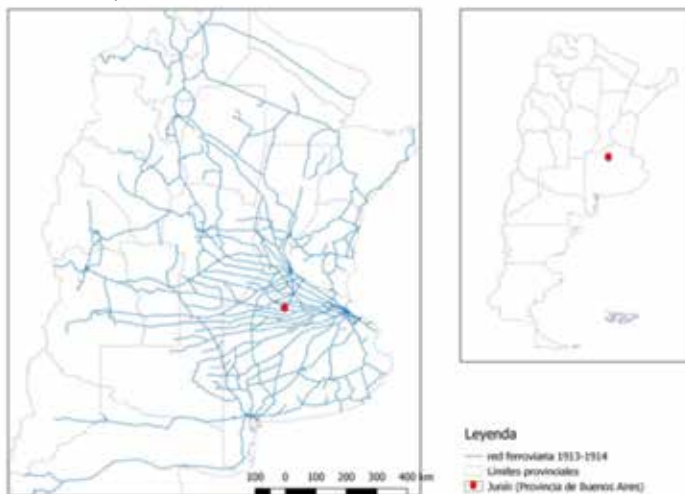 Leyenda
red ferroviaria 1913-1914
Límites provinciales
Junín (Provincia de Buenos Aires)
100 0 100 200 300 400 km